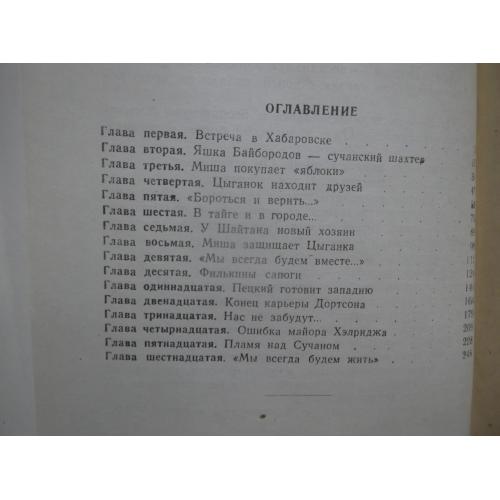 ОГЛАВЛЕНИЕ
Глава первая. Встреча в Хабаровске
Глава вторая. Яшка Байбородов — сучанский шахтер
Глава третья. Миша покупает «яблоки»
Глава четвертая. Цыганок находит друзей
Глава пятая. «Бороться и верить...»
Глава шестая. В тайге и в городе...
Глава седьмая. У Шайтана новый хозяин
Глава восьмая. Миша защищает Цыганка
Глава девятая. «Мы всегда будем вместе...»
Глава десятая. Филькины сапоги
Глава одиннадцатая. Пецкий готовит западню
Глава двенадцатая. Конец карьеры Дортсона
Глава тринадцатая. Нас не забудут...
Глава четырнадцатая. Ошибка майора Хэлриджа
Глава пятнадцатая. Пламя над Сучаном
Глава шестнадцатая. «Мы всегда будем жить»